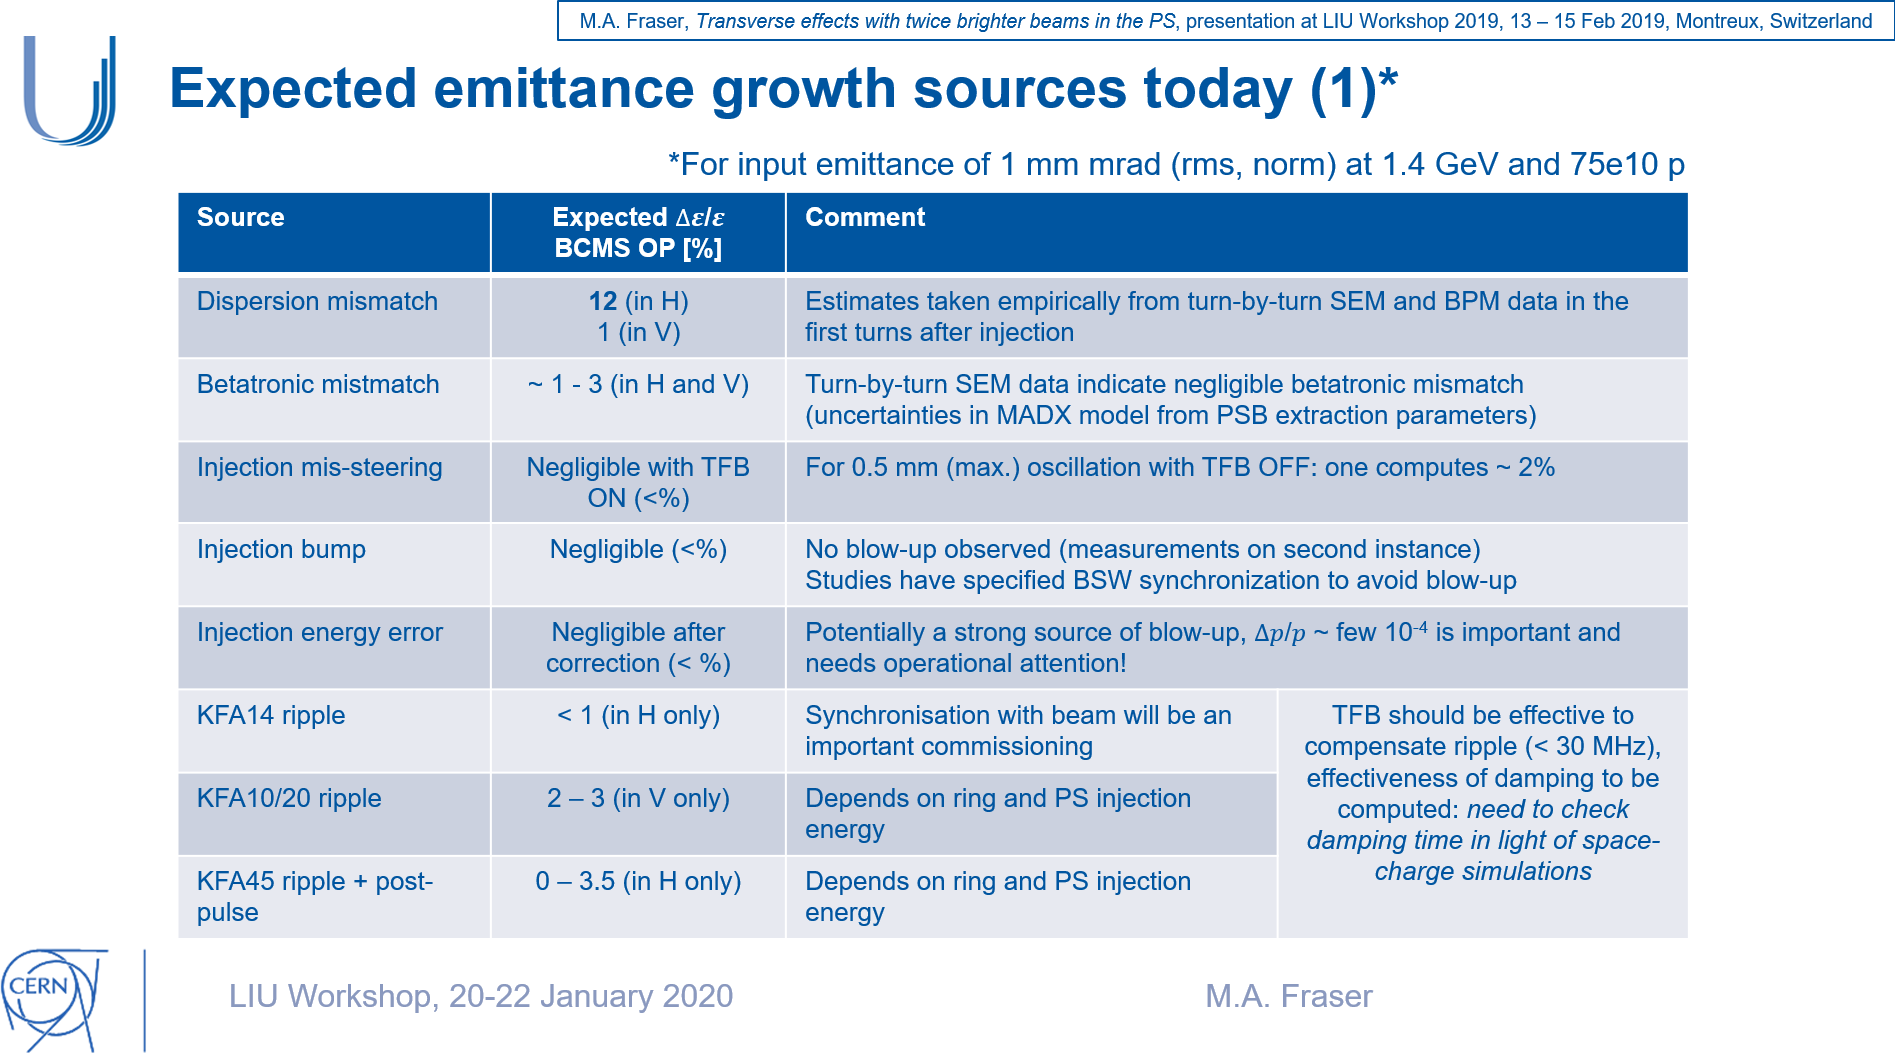 M.A. Fraser, Transverse effects with twice brighter beams in the PS, presentation at LIU Workshop 2019, 13 – 15 Feb 2019, Montreux, Switzerland
Expected emittance growth sources today (1)*
*For input emittance of 1 mm mrad (rms, norm) at 1.4 GeV and 75e10 p
Source
Expected Δε/ε
BCMS OP [%]
Comment
Dispersion mismatch
12 (in H)
1 (in V)
Estimates taken empirically from turn-by-turn SEM and BPM data in the
first turns after injection
Betatronic mistmatch
~ 1 - 3 (in H and V)
Turn-by-turn SEM data indicate negligible betatronic mismatch
(uncertainties in MADX model from PSB extraction parameters)
Injection mis-steering
Negligible with TFB
ON (<%)
For 0.5 mm (max.) oscillation with TFB OFF: one computes ~ 2%
Injection bump
Negligible (<%)
No blow-up observed (measurements on second instance)
Studies have specified BSW synchronization to avoid blow-up
Injection energy error
Negligible after
correction (< %)
Potentially a strong source of blow-up, Δp/p ~ few 10⁻⁴ is important and
needs operational attention!
KFA14 ripple
< 1 (in H only)
Synchronisation with beam will be an
important commissioning
TFB should be effective to
compensate ripple (< 30 MHz),
effectiveness of damping to be
computed: need to check
damping time in light of space-
charge simulations
KFA10/20 ripple
2 – 3 (in V only)
Depends on ring and PS injection
energy
KFA45 ripple + post-
pulse
0 – 3.5 (in H only)
Depends on ring and PS injection
energy
CERN
LIU Workshop, 20-22 January 2020
M.A. Fraser